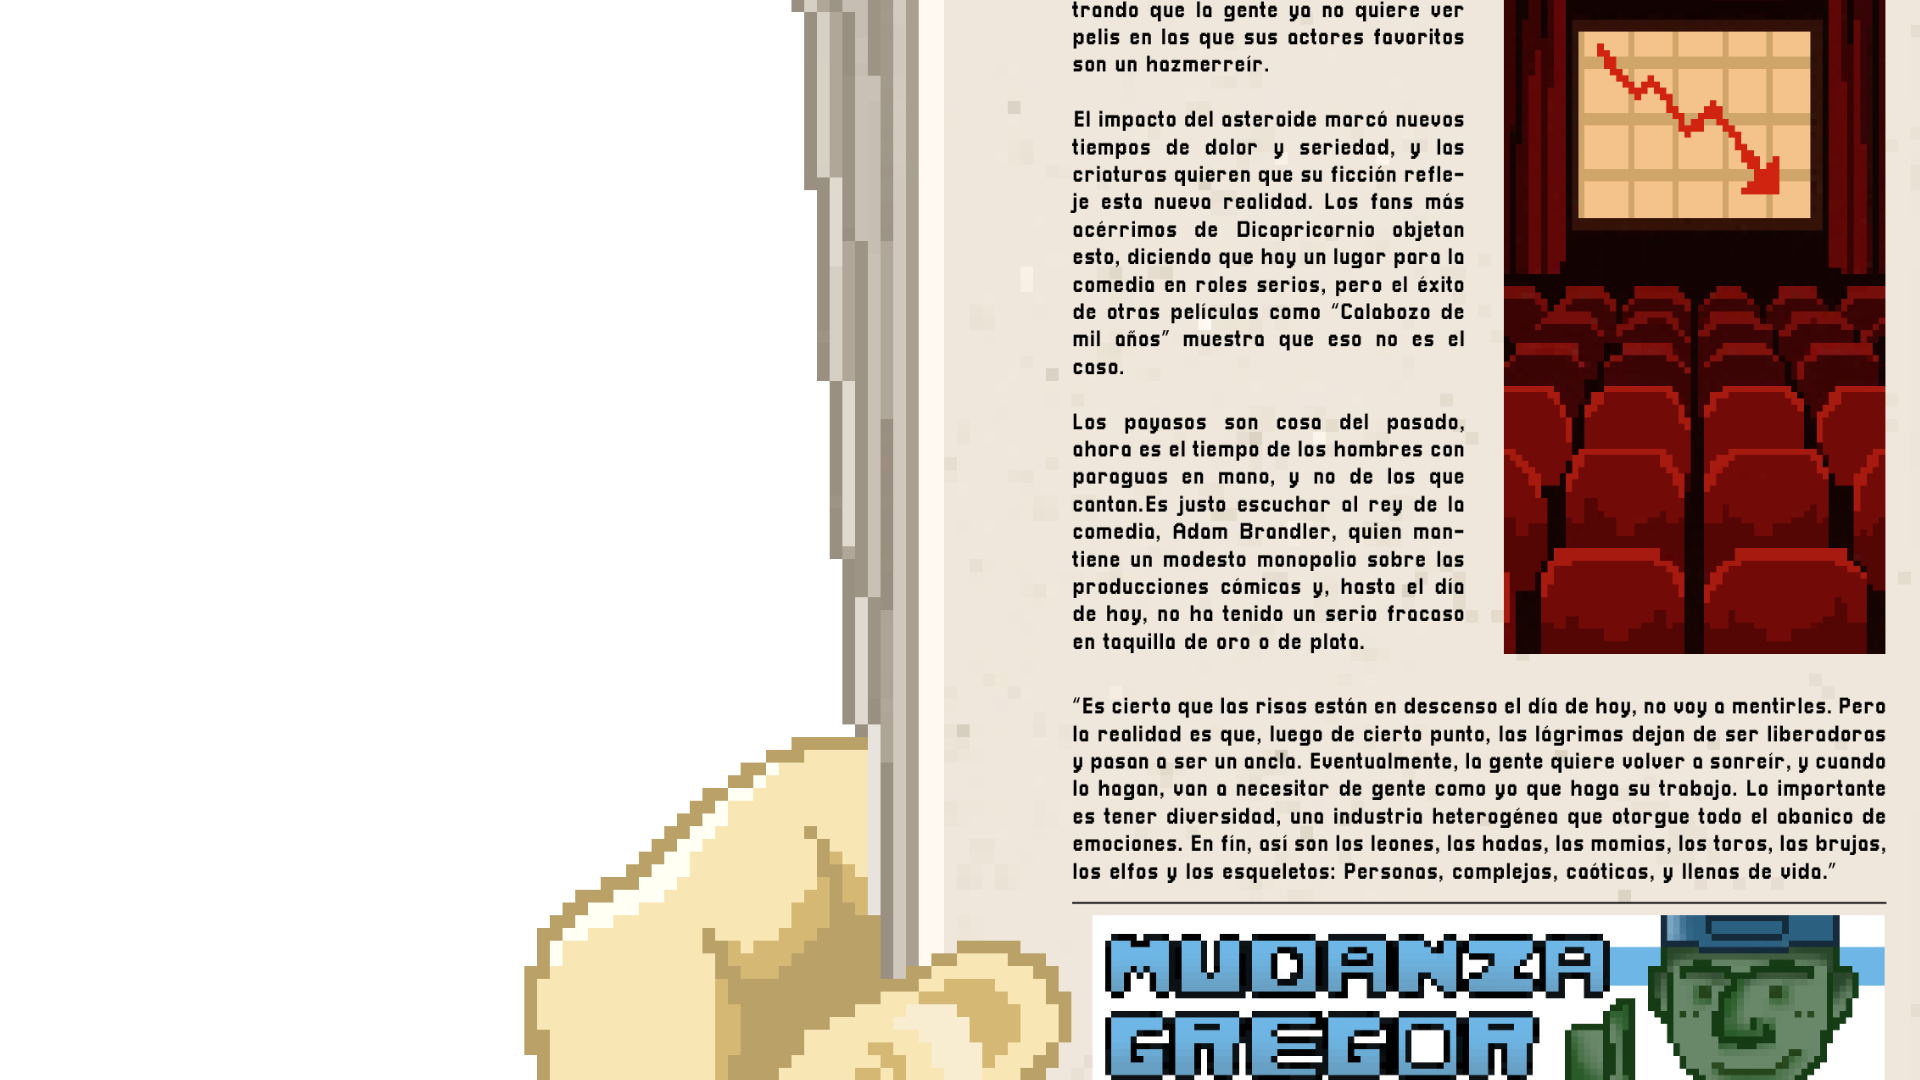 trando que la gente ya no quiere ver
pelis en las que sus actores favoritos
son un hazmerreír.
El impacto del asteroide marcó nuevos
tiempos de dolor y seriedad, y las
criaturas quieren que su ficción refle-
je esta nueva realidad. Los fans más
acérrimos de Dicapricornio objetan
esto, diciendo que hay un lugar para la
comedia en roles serios, pero el éxito
de otras películas como “Calabozo de
mil años” muestra que eso no es el
caso.
Los payasos son cosa del pasado,
ahora es el tiempo de los hombres con
paraguas en mano, y no de los que
cantan.Es justo escuchar al rey de la
comedia, Adam Brandler, quien man-
tiene un modesto monopolio sobre las
producciones cómicas y, hasta el día
de hoy, no ha tenido un serio fracaso
en taquilla de oro o de plata.
“Es cierto que las risas están en descenso el día de hoy, no voy a mentirles. Pero
la realidad es que, luego de cierto punto, las lágrimas dejan de ser liberadoras
y pasan a ser un ancla. Eventualmente, la gente quiere volver a sonreír, y cuando
lo hagan, van a necesitar de gente como yo que haga su trabajo. Lo importante
es tener diversidad, una industria heterogénea que otorgue todo el abanico de
emociones. En fín, así son los leones, las hadas, las momias, los toros, las brujas,
los elfos y los esqueletos: Personas, complejas, caóticas, y llenas de vida.”
MUDANZA
GREGOR